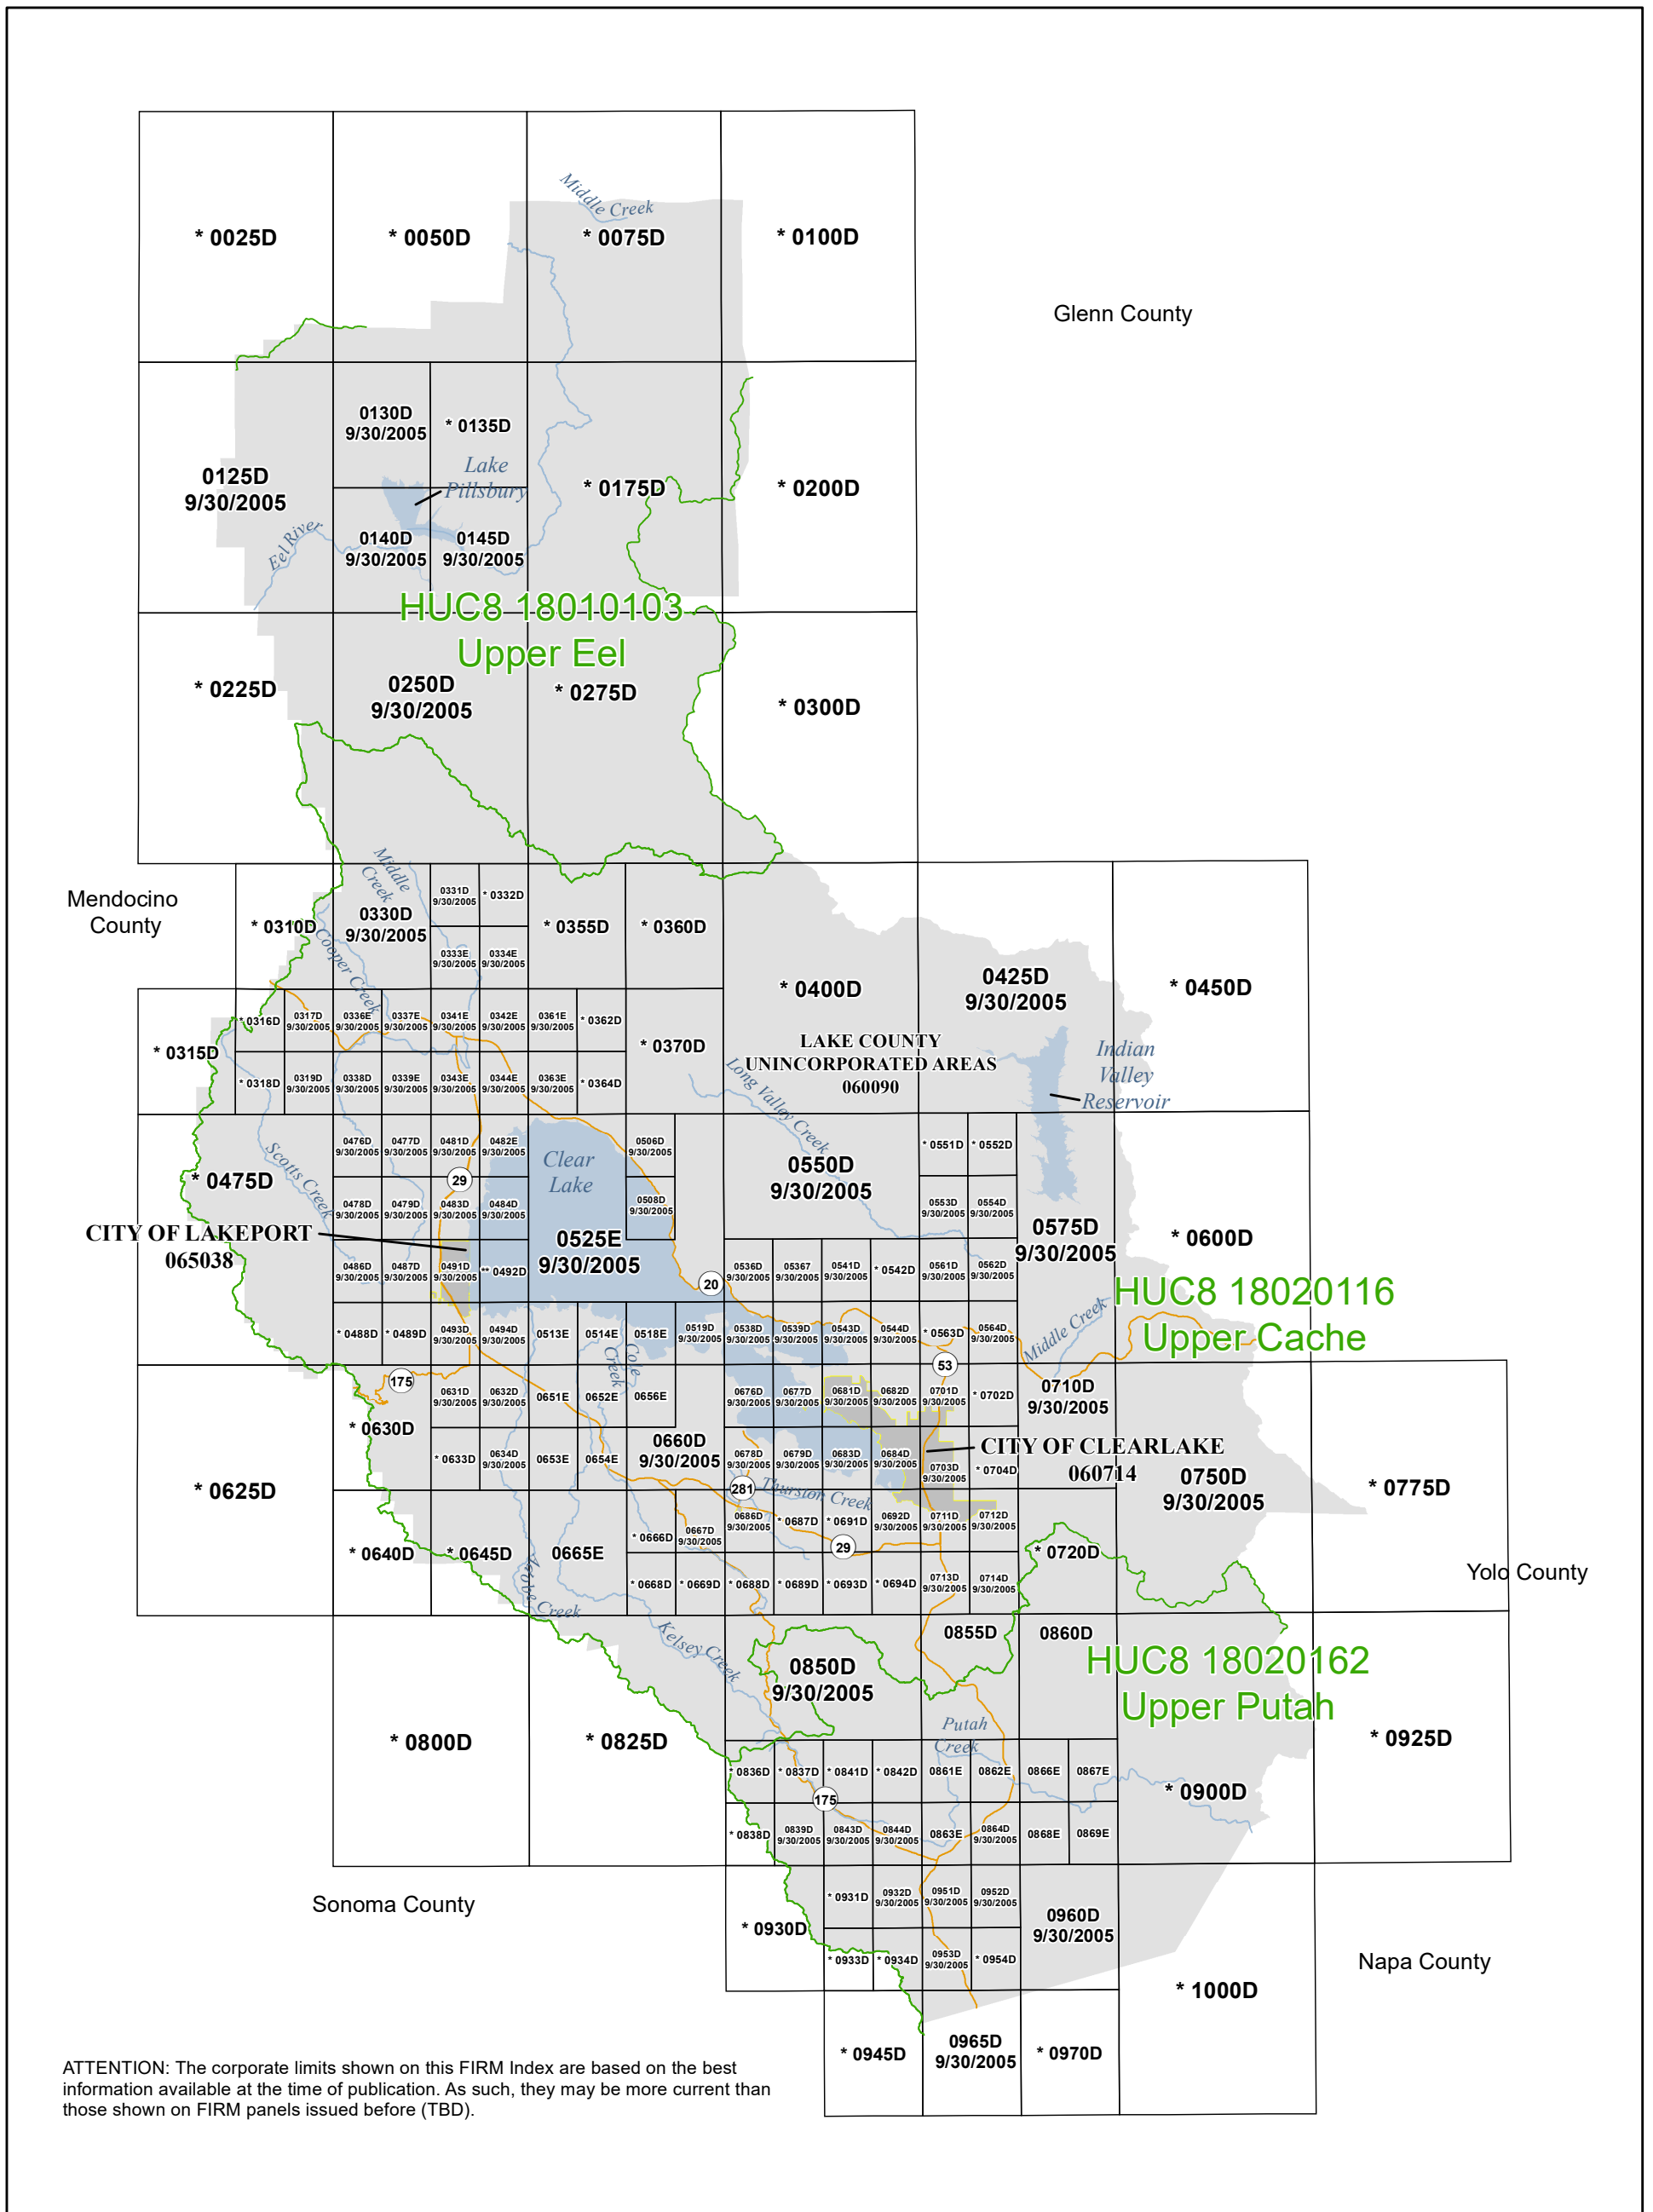 Middle Creek
* 0025D
* 0050D
* 0075D
* 0100D
Glenn County
0130D
9/30/2005
* 0135D
Lake
Pillsbury
0125D
9/30/2005
* 0175D
* 0200D
Eel River
0140D
9/30/2005
0145D
9/30/2005
HUC8 18010103
Upper Eel
* 0225D
0250D
9/30/2005
* 0275D
* 0300D
Mendocino
County
* 0310D
Middle
Creek
0330D
9/30/2005
0331D
9/30/2005
* 0332D
0333E
9/30/2005
0334E
9/30/2005
* 0355D
* 0360D
Cooper Creek
* 0400D
0425D
9/30/2005
* 0450D
* 0315D
* 0316D
0317D
9/30/2005
0336E
9/30/2005
0337E
9/30/2005
0341E
9/30/2005
0342E
9/30/2005
0361E
9/30/2005
* 0362D
* 0370D
* 0318D
0319D
9/30/2005
0338D
9/30/2005
0339E
9/30/2005
0343E
9/30/2005
0344E
9/30/2005
0363E
9/30/2005
* 0364D
LAKE COUNTY
UNINCORPORATED AREAS
060090
Indian
Valley
Reservoir
Long Valley Creek
* 0475D
Scotts Creek
0476D
9/30/2005
0477D
9/30/2005
0481D
9/30/2005
0482E
9/30/2005
Clear
Lake
0506D
9/30/2005
0550D
9/30/2005
* 0551D
* 0552D
29
0478D
9/30/2005
0479D
9/30/2005
0483D
9/30/2005
0484D
9/30/2005
0508D
9/30/2005
0553D
9/30/2005
0554D
9/30/2005
0575D
9/30/2005
* 0600D
CITY OF LAKEPORT
065038
0525E
9/30/2005
0486D
9/30/2005
0487D
9/30/2005
0491D
9/30/2005
** 0492D
20
0536D
9/30/2005
05367
9/30/2005
0541D
9/30/2005
* 0542D
0561D
9/30/2005
0562D
9/30/2005
HUC8 18020116
Upper Cache
* 0488D
* 0489D
0493D
9/30/2005
0494D
9/30/2005
0513E
0514E
0518E
0519D
9/30/2005
0538D
9/30/2005
0539D
9/30/2005
0543D
9/30/2005
0544D
9/30/2005
* 0563D
0564D
9/30/2005
Middle Creek
Cole
Creek
53
175
* 0630D
0631D
9/30/2005
0632D
9/30/2005
0651E
0652E
0656E
0676D
9/30/2005
0677D
9/30/2005
0681D
9/30/2005
0682D
9/30/2005
0701D
9/30/2005
* 0702D
0710D
9/30/2005
* 0625D
* 0633D
0634D
9/30/2005
0653E
0654E
0660D
9/30/2005
0678D
9/30/2005
0679D
9/30/2005
0683D
9/30/2005
0684D
9/30/2005
0703D
9/30/2005
* 0704D
CITY OF CLEARLAKE
060714
0750D
9/30/2005
* 0775D
281
Thurston Creek
* 0640D
* 0645D
0665E
* 0666D
0667D
9/30/2005
0686D
9/30/2005
* 0687D
* 0691D
0692D
9/30/2005
0711D
9/30/2005
0712D
9/30/2005
29
* 0720D
* 0668D
* 0669D
* 0688D
* 0689D
* 0693D
* 0694D
0713D
9/30/2005
0714D
9/30/2005
Yolo County
Adobe Creek
Kelsey Creek
0850D
9/30/2005
0855D
0860D
HUC8 18020162
Upper Putah
* 0800D
* 0825D
Putah
Creek
* 0925D
* 0836D
* 0837D
* 0841D
* 0842D
0861E
0862E
0866E
0867E
* 0900D
175
* 0838D
0839D
9/30/2005
0843D
9/30/2005
0844D
9/30/2005
0863E
0864D
9/30/2005
0868E
0869E
Sonoma County
* 0930D
* 0931D
0932D
9/30/2005
0951D
9/30/2005
0952D
9/30/2005
0960D
9/30/2005
* 0933D
* 0934D
0953D
9/30/2005
* 0954D
Napa County
* 1000D
* 0945D
0965D
9/30/2005
* 0970D
ATTENTION: The corporate limits shown on this FIRM Index are based on the best
information available at the time of publication. As such, they may be more current than
those shown on FIRM panels issued before (TBD).